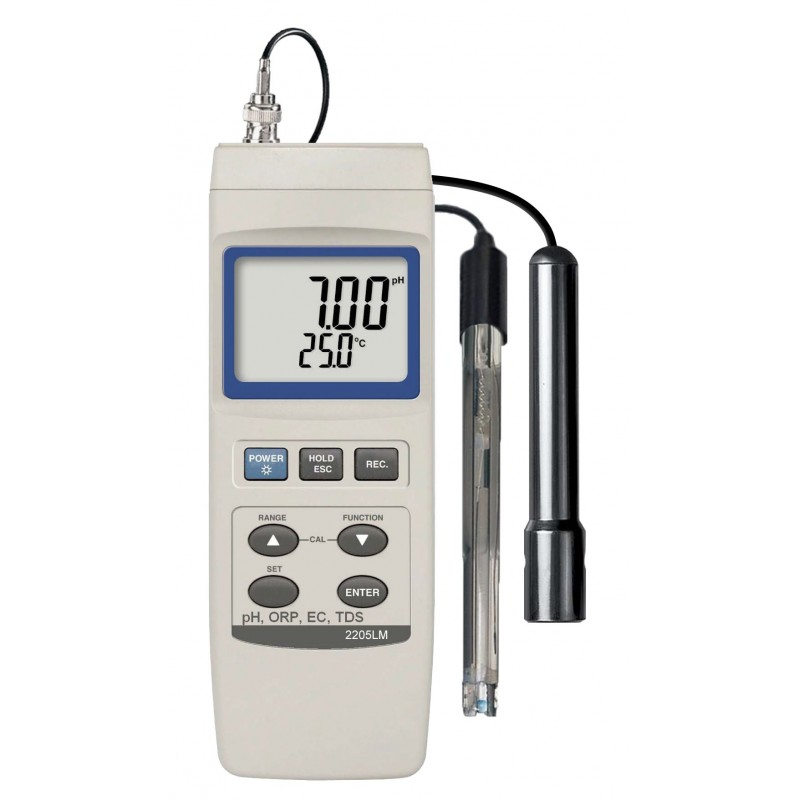 7.00 pH
25.0 °C
POWER
HOLD
ESC
REC.
RANGE
FUNCTION
CAL
SET
ENTER
pH, ORP, EC, TDS
2205LM